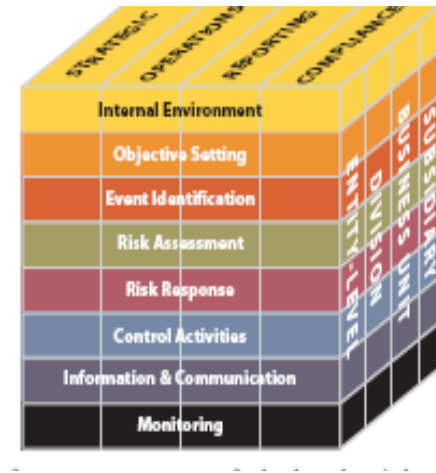 STRATEGIC
OPERATIONS
REPORTING
COMPLIANCE
Internal Environment
Objective Setting
Event Identification
Risk Assessment
Risk Response
Control Activities
Information & Communication
Monitoring
ENTITY-LEVEL
DIVISION
BUSINESS UNIT
SUBSIDIARY